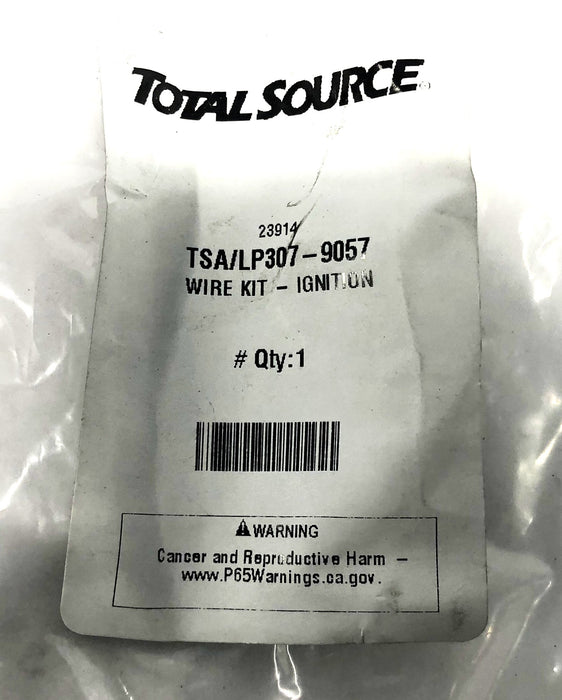 TOTAL SOURCE®
23914
TSA/LP307-9057
WIRE KIT - IGNITION
# Qty:1
⚠ WARNING
Cancer and Reproductive Harm -
www.P65Warnings.ca.gov.